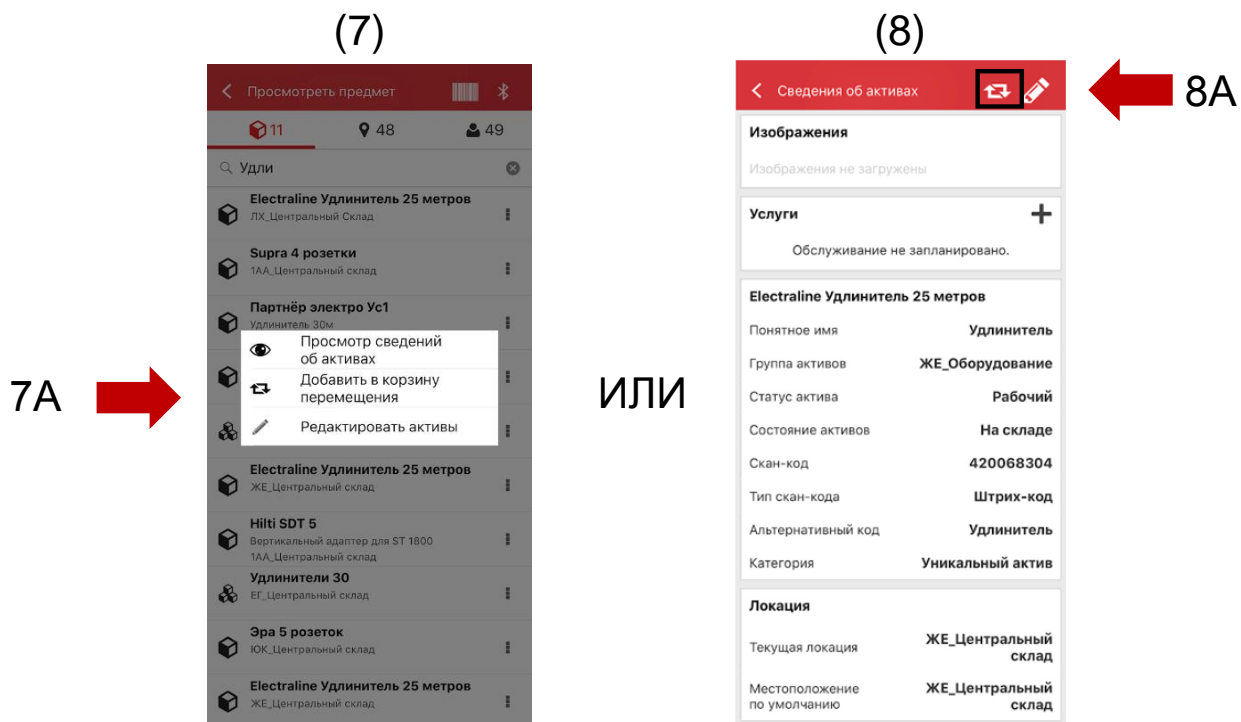 (7)
Просмотреть предмет
11
48
49
Удли
Electraline Удлинитель 25 метров
ЛХ_Центральный Склад
Supra 4 розетки
1АА_Центральный склад
Партнёр электро Ус1
Удлинитель 30м
Просмотр сведений
об активах
Добавить в корзину
перемещения
Редактировать активы
Electraline Удлинитель 25 метров
ЖЕ_Центральный склад
Hilti SDT 5
Вертикальный адаптер для ST 1800
1АА_Центральный склад
Удлинители 30
ЕГ_Центральный склад
Эра 5 розеток
ЮК_Центральный склад
Electraline Удлинитель 25 метров
ЖЕ_Центральный склад
7А
ИЛИ
(8)
8А
Сведения об активах
Изображения
Изображения не загружены
Услуги
Обслуживание не запланировано.
Electraline Удлинитель 25 метров
Понятное имя Удлинитель
Группа активов ЖЕ_Оборудование
Статус актива Рабочий
Состояние активов На складе
Скан-код 420068304
Тип скан-кода Штрих-код
Альтернативный код Удлинитель
Категория Уникальный актив
Локация
Текущая локация ЖЕ_Центральный
склад
Местоположение ЖЕ_Центральный
по умолчанию склад